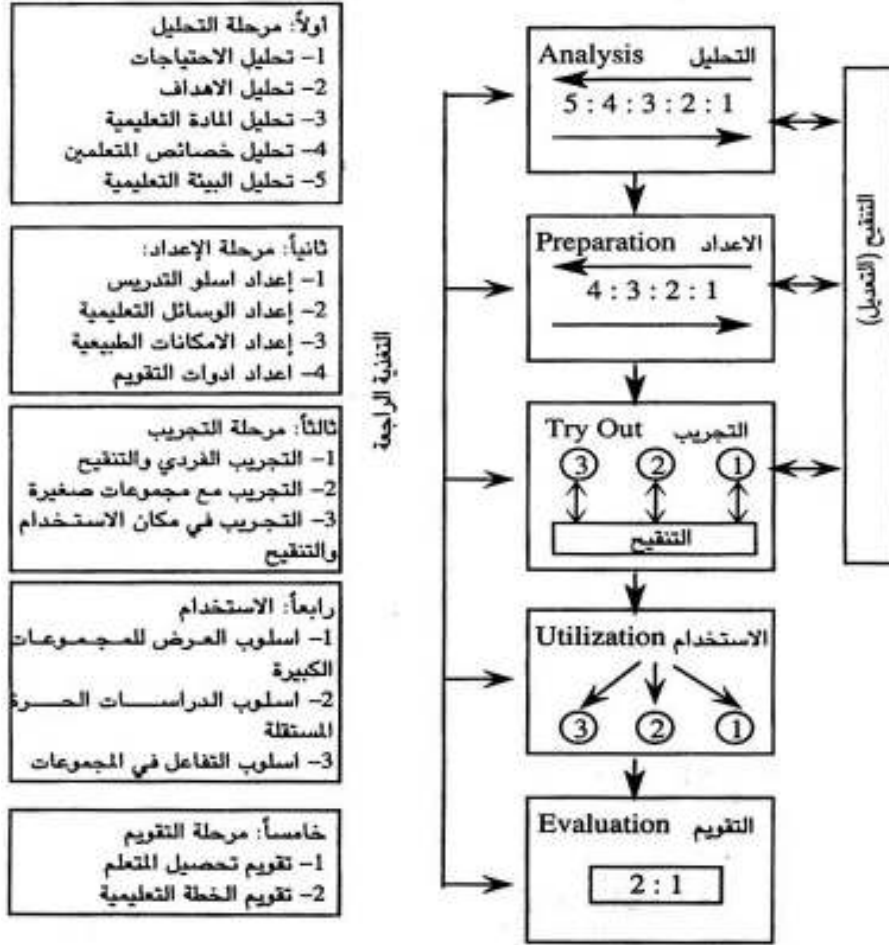 أولاً: مرحلة التحليل
1- تحليل الاحتياجات
2- تحليل الاهداف
3- تحليل المادة التعليمية
4- تحليل خصائص المتعلمين
5- تحليل البيئة التعليمية
ثانياً: مرحلة الإعداد:
1- إعداد اسلو التدريس
2- إعداد الوسائل التعليمية
3- إعداد الامكانات الطبيعية
4- اعداد ادوات التقويم
ثالثاً: مرحلة التجريب
1- التجريب الفردي والتنقيح
2- التجريب مع مجموعات صغيرة
3- التجريب في مكان الاستخدام
والتنقيح
رابعاً: الاستخدام
1- اسلوب العرض للمجموعات
الكبيرة
2- اسلوب الدراسات الحرة
المستقلة
3- اسلوب التفاعل في المجموعات
خامساً: مرحلة التقويم
1- تقويم تحصيل المتعلم
2- تقويم الخطة التعليمية
التغذية الراجعة
التحليل Analysis
5 : 4 : 3 : 2 : 1
الاعداد Preparation
4 : 3 : 2 : 1
التجريب Try Out
3 2 1
التنقيح
الاستخدام Utilization
3 2 1
التقويم Evaluation
2 : 1
التنقيح (التعديل)